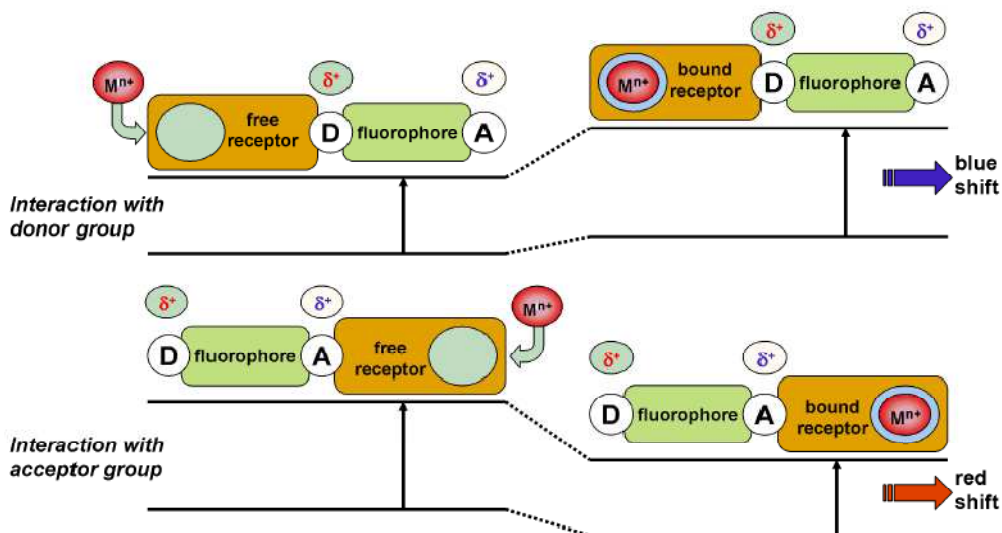 δ⁺
δ⁺
Mⁿ⁺
bound
receptor
D
fluorophore
A
δ⁺
δ⁺
Mⁿ⁺
free
receptor
D
fluorophore
A
blue
shift
Interaction with
donor group
δ⁺
δ⁺
Mⁿ⁺
D
fluorophore
A
free
receptor
δ⁺
δ⁺
D
fluorophore
A
bound
receptor
Mⁿ⁺
Interaction with
acceptor group
red
shift